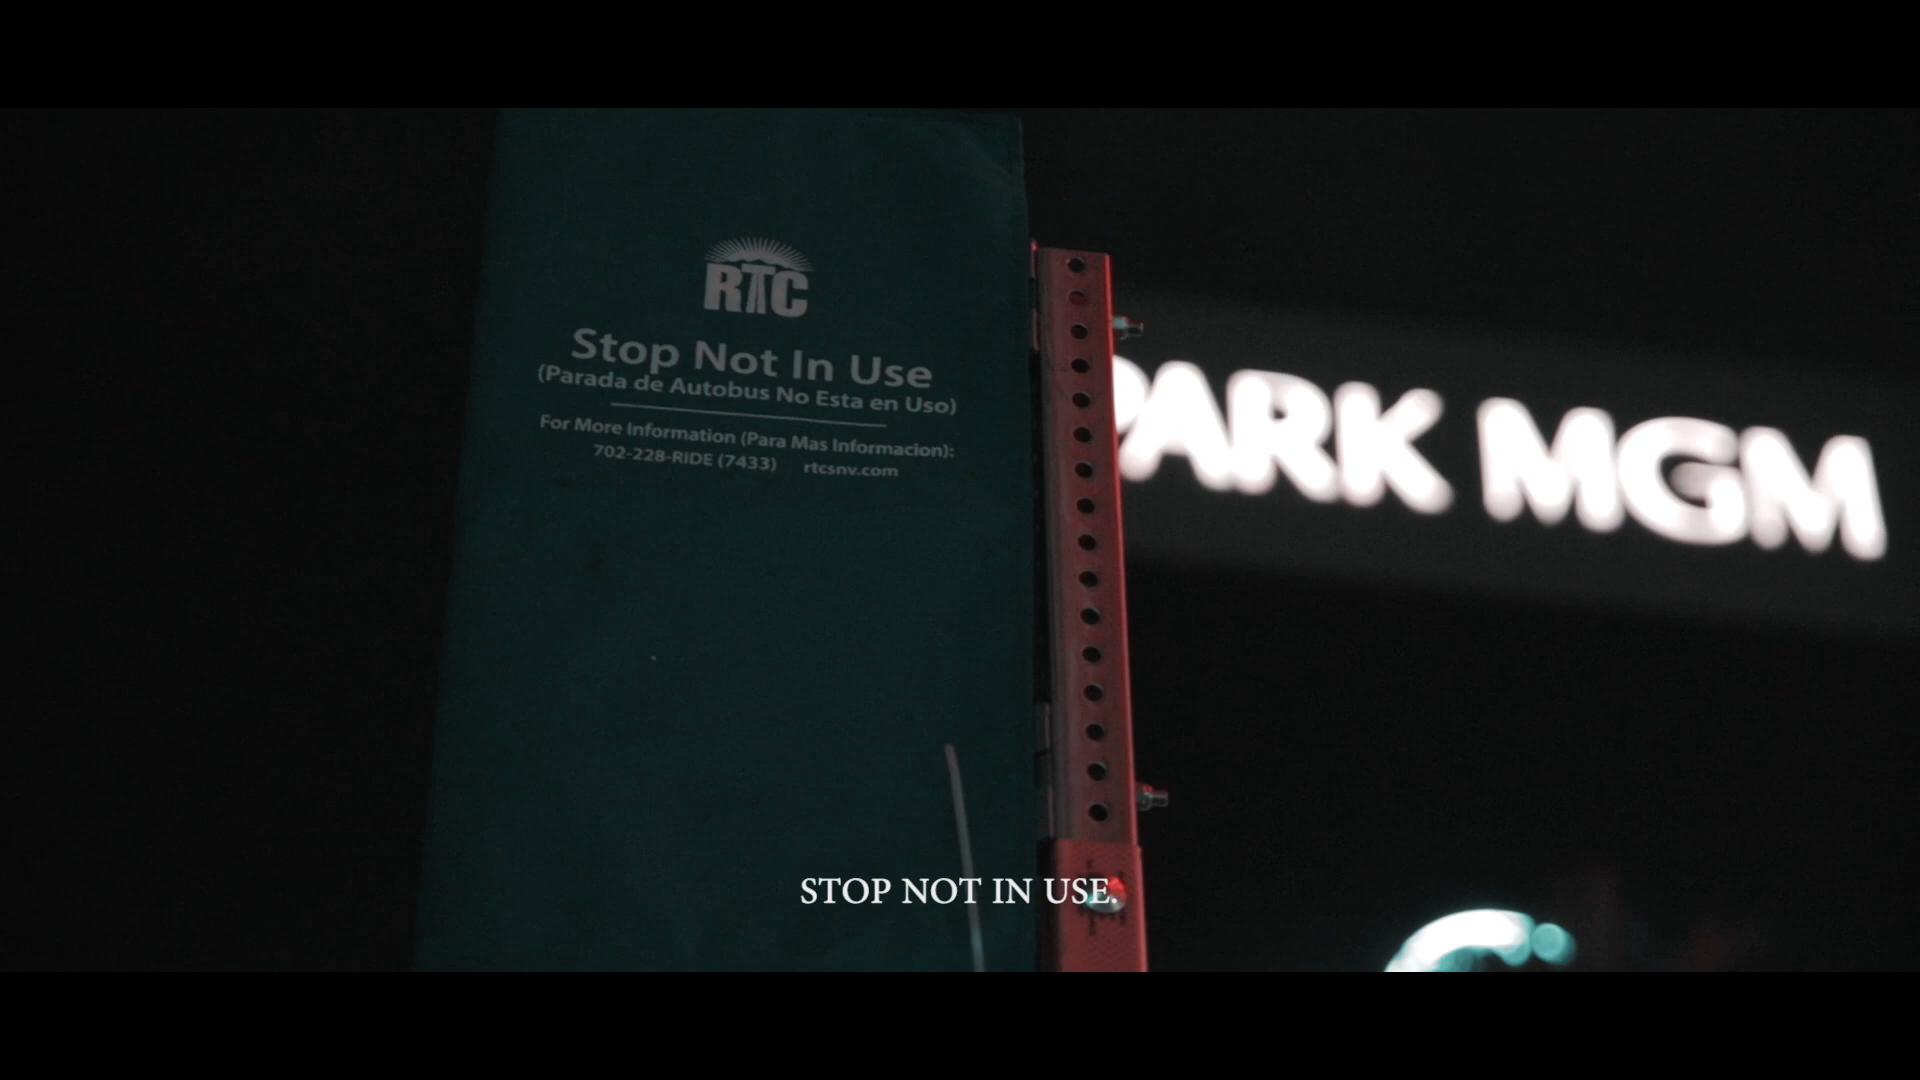 RTC
Stop Not In Use
(Parada de Autobus No Esta en Uso)
For More Information (Para Mas Informacion):
702-228-RIDE (7433) rtcsnv.com
PARK MGM
STOP NOT IN USE.